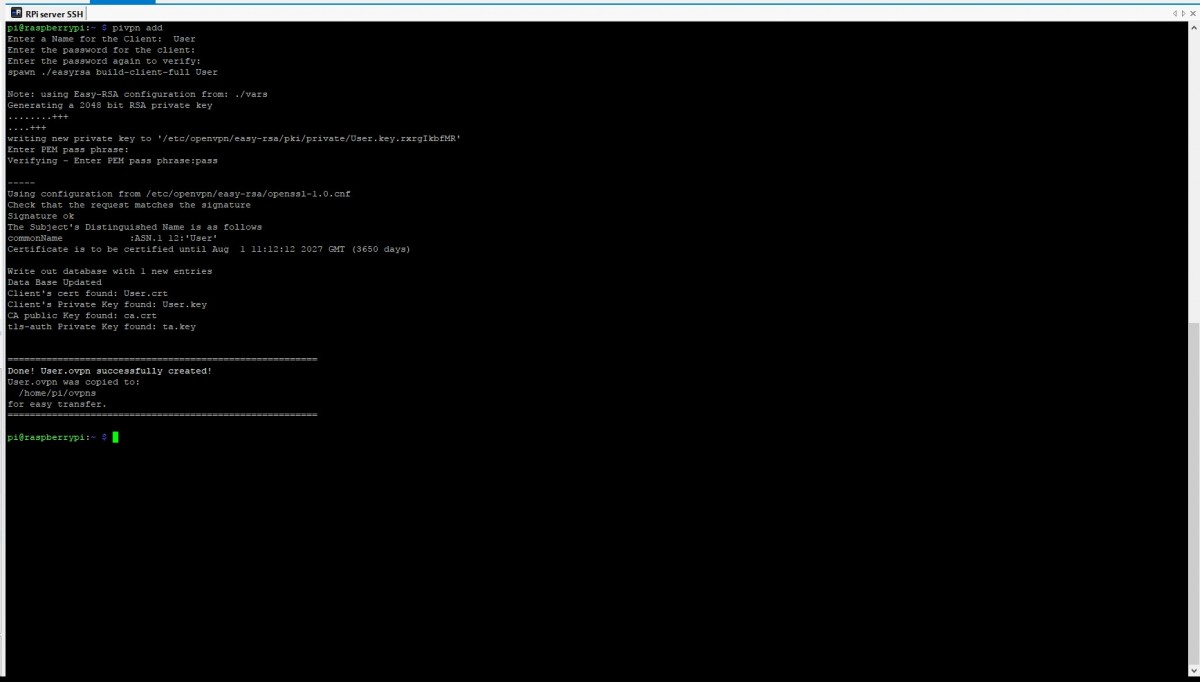 RPi server SSH
pi@raspberrypi:~ $ pivpn add
Enter a Name for the Client:  User
Enter the password for the client:
Enter the password again to verify:
spawn ./easyrsa build-client-full User
Note: using Easy-RSA configuration from: ./vars
Generating a 2048 bit RSA private key
........+++
....+++
writing new private key to '/etc/openvpn/easy-rsa/pki/private/User.key.rxrgIkbfMR'
Enter PEM pass phrase:
Verifying - Enter PEM pass phrase:pass
-----
Using configuration from /etc/openvpn/easy-rsa/openssl-1.0.cnf
Check that the request matches the signature
Signature ok
The Subject's Distinguished Name is as follows
commonName            :ASN.1 12:'User'
Certificate is to be certified until Aug  1 11:12:12 2027 GMT (3650 days)
Write out database with 1 new entries
Data Base Updated
Client's cert found: User.crt
Client's Private Key found: User.key
CA public Key found: ca.crt
tls-auth Private Key found: ta.key
========================================================
Done! User.ovpn successfully created!
User.ovpn was copied to:
  /home/pi/ovpns
for easy transfer.
========================================================
pi@raspberrypi:~ $